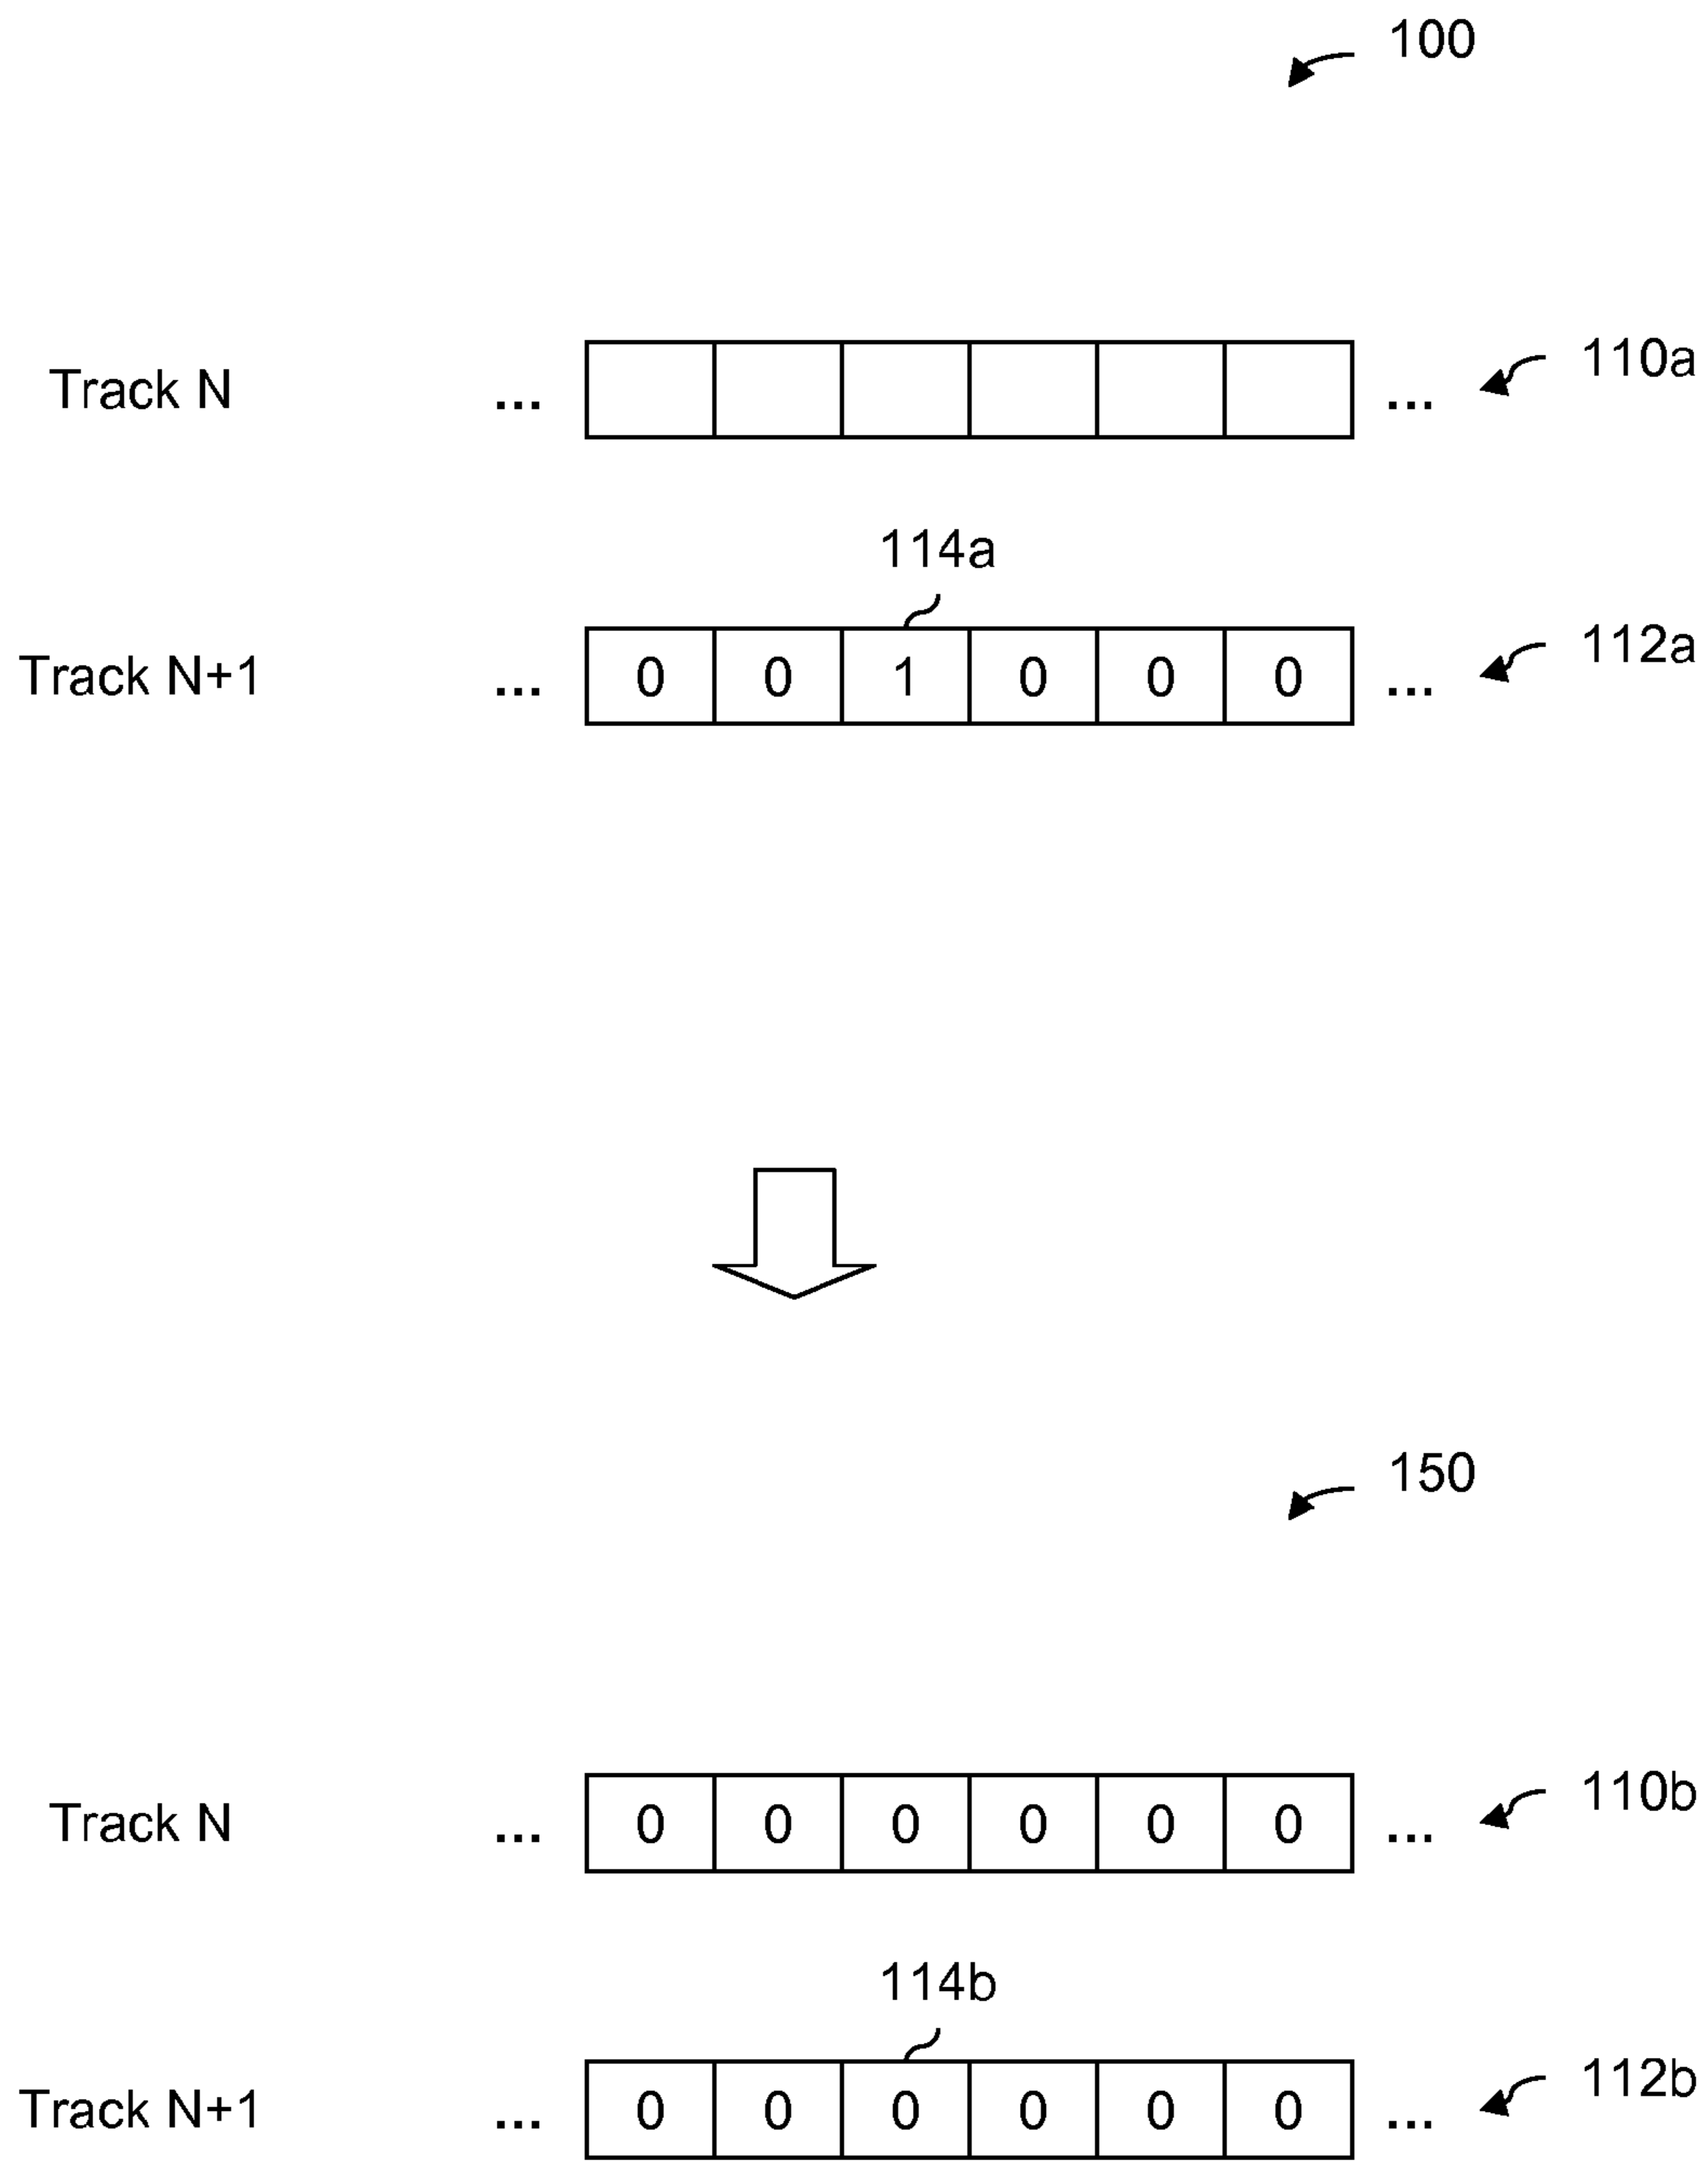 100
Track N ... ... 110a
114a
Track N+1 ... 0 0 1 0 0 0 ... 112a
150
Track N ... 0 0 0 0 0 0 ... 110b
114b
Track N+1 ... 0 0 0 0 0 0 ... 112b